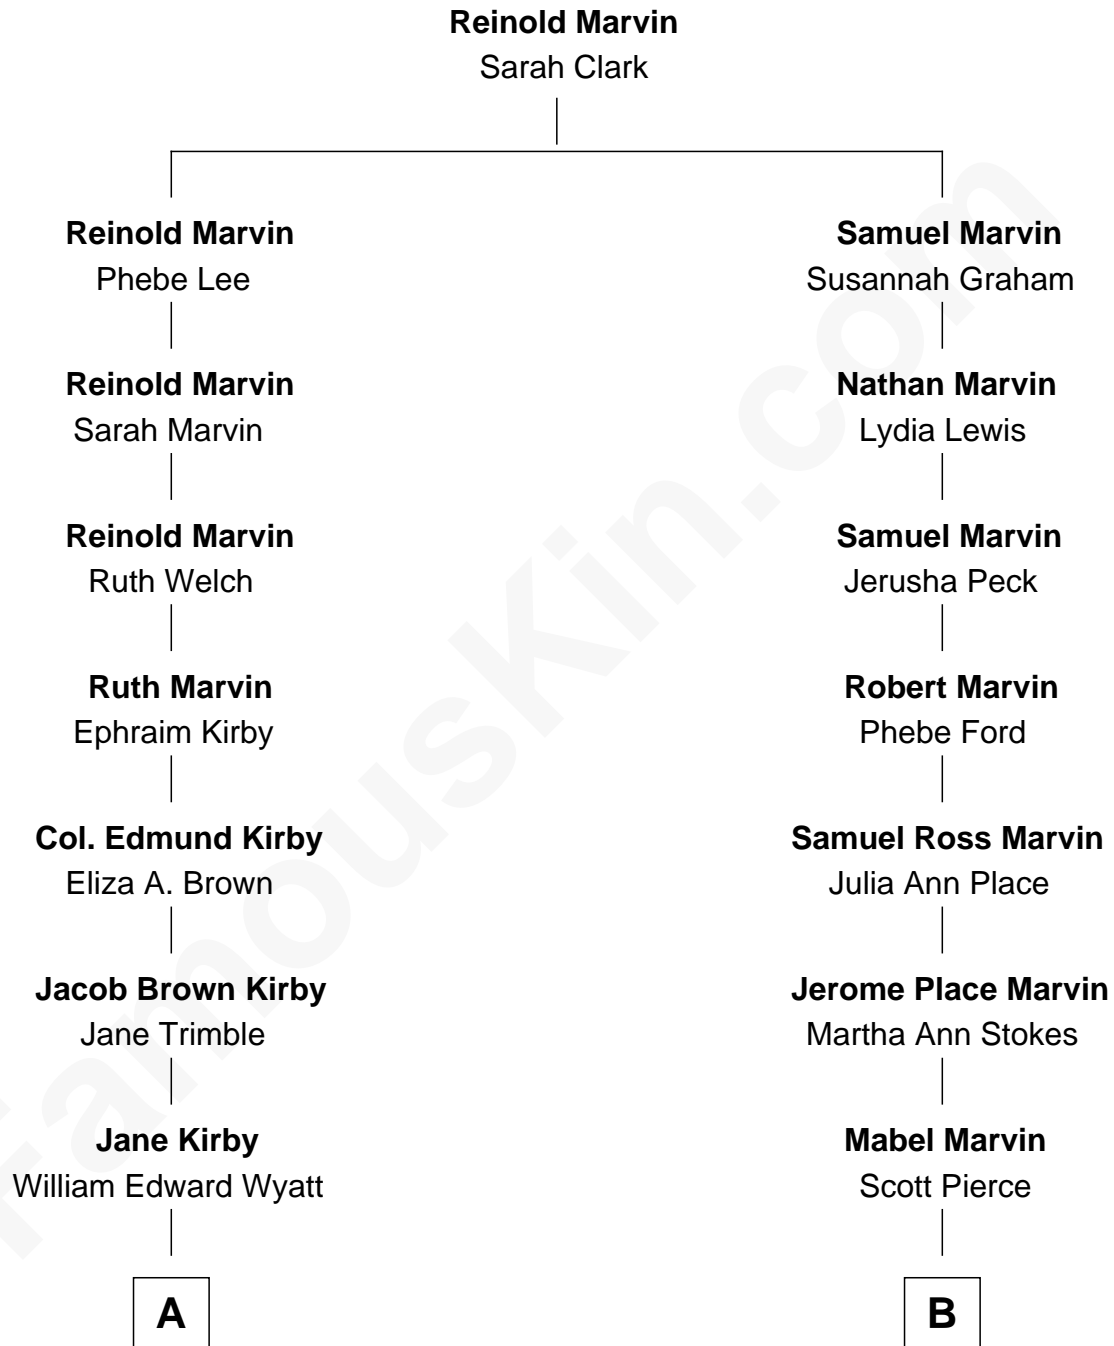 Reinold Marvin
Sarah Clark
Reinold Marvin
Phebe Lee
Reinold Marvin
Sarah Marvin
Reinold Marvin
Ruth Welch
Ruth Marvin
Ephraim Kirby
Col. Edmund Kirby
Eliza A. Brown
Jacob Brown Kirby
Jane Trimble
Jane Kirby
William Edward Wyatt
A
Samuel Marvin
Susannah Graham
Nathan Marvin
Lydia Lewis
Samuel Marvin
Jerusha Peck
Robert Marvin
Phebe Ford
Samuel Ross Marvin
Julia Ann Place
Jerome Place Marvin
Martha Ann Stokes
Mabel Marvin
Scott Pierce
B
FamousKin.com